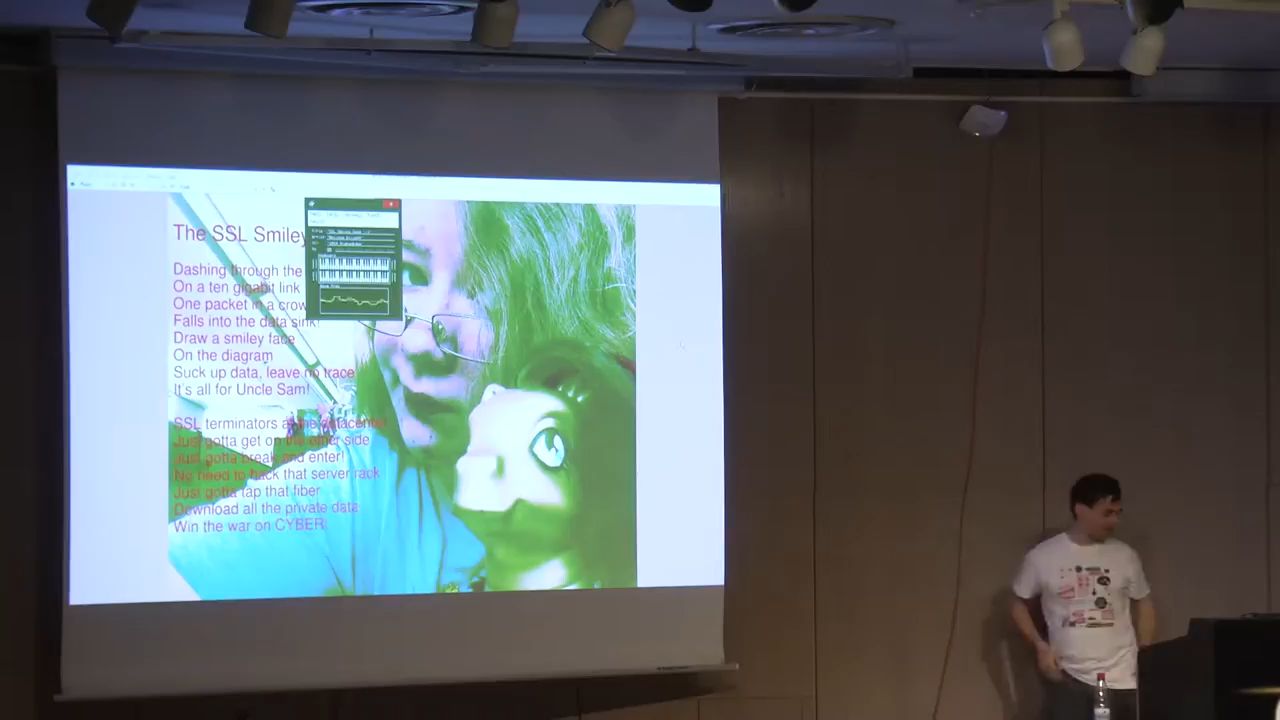 The SSL Smiley
Dashing through the
On a ten gigabit link
One packet in a crow
Falls into the data sink!
Draw a smiley face
On the diagram
Suck up data, leave no trace
It's all for Uncle Sam!
SSL terminators at the datacenter
Just gotta get on the other side
Just gotta break and enter!
No need to hack that server rack
Just gotta tap that fiber
Download all the private data
Win the war on CYBER!